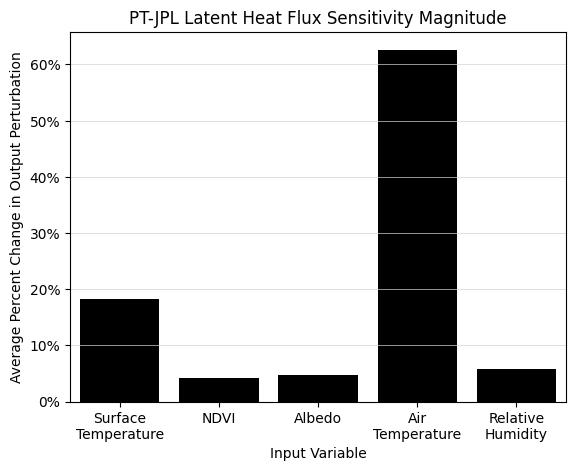 PT-JPL Latent Heat Flux Sensitivity Magnitude
Average Percent Change in Output Perturbation
60%
50%
40%
30%
20%
10%
0%
Surface
Temperature
NDVI
Albedo
Air
Temperature
Relative
Humidity
Input Variable